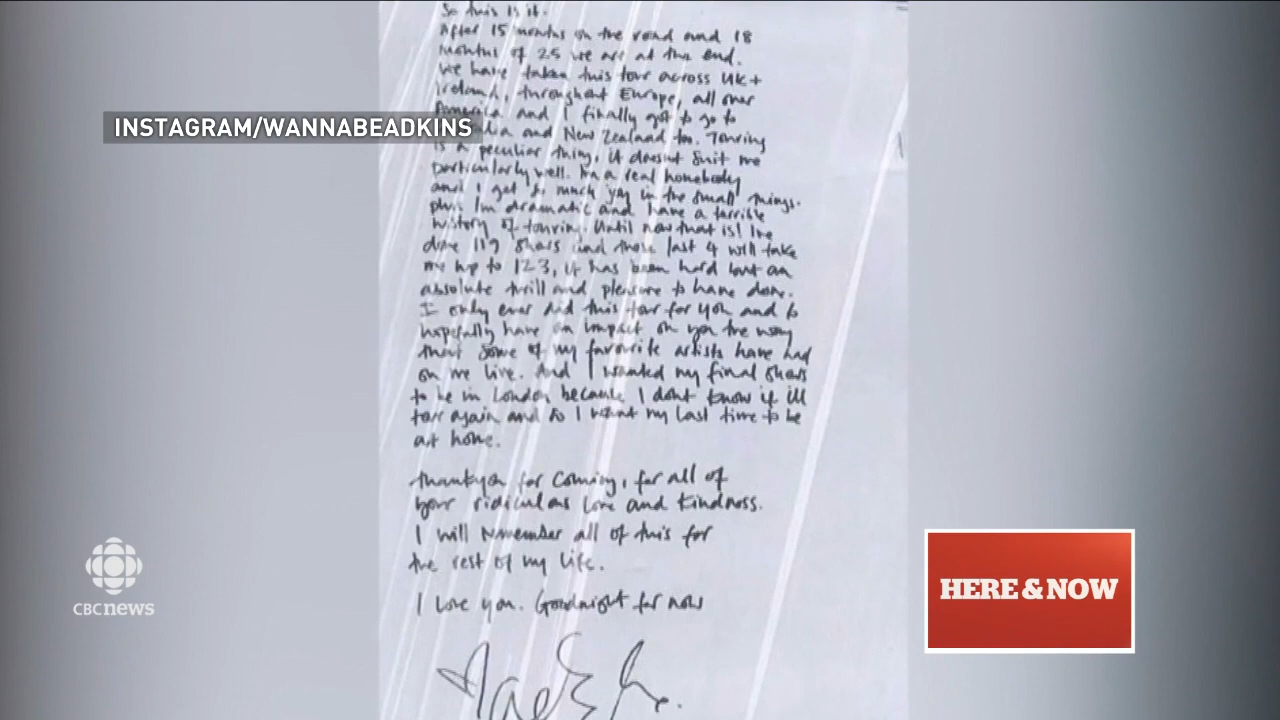 So this is it.
After 15 months on the road and 18
months of 25 we are at the end.
We have taken this tour across UK +
Ireland, throughout Europe, all over
America and I finally got to go to
INSTAGRAM/WANNABEADKINS
alia and New Zealand too. Touring
is a peculiar thing, it doesnt suit me
particularly well. Im a real homebody
and I get so much joy in the small things.
plus Im dramatic and have a terrible
history of touring. Until now that is! Ive
done 119 shows and these last 4 will take
me up to 123, it has been hard but an
absolute thrill and pleasure to have done.
I only ever did this tour for you and to
hopefully have an impact on you the way
that some of my favourite artists have had
on me live. And I wanted my final shows
to be in London because I dont know if ill
tour again and so I want my last time to be
at home.
Thankyou for coming, for all of
your ridiculous love and kindness.
I will remember all of this for
the rest of my life.
I love you. Goodnight for now
Adele
CBCnews
HERE & NOW